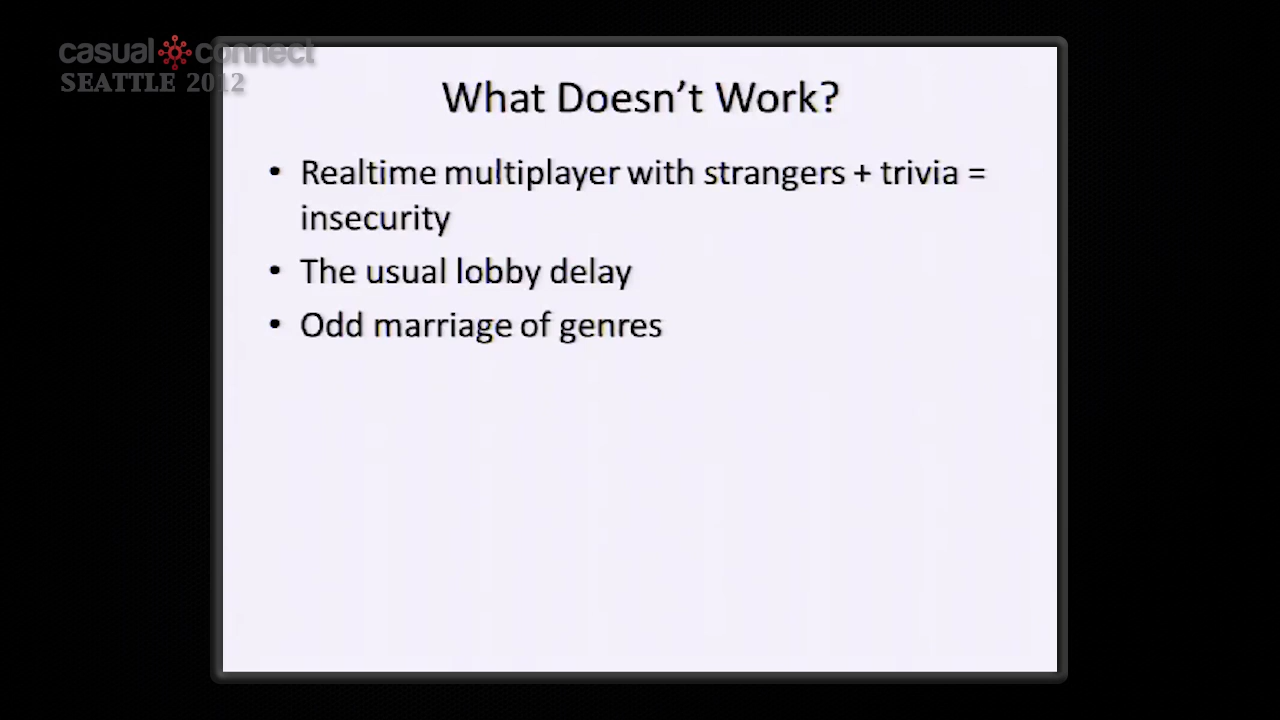 casual connect
SEATTLE 2012
What Doesn't Work?
• Realtime multiplayer with strangers + trivia =
insecurity
• The usual lobby delay
• Odd marriage of genres